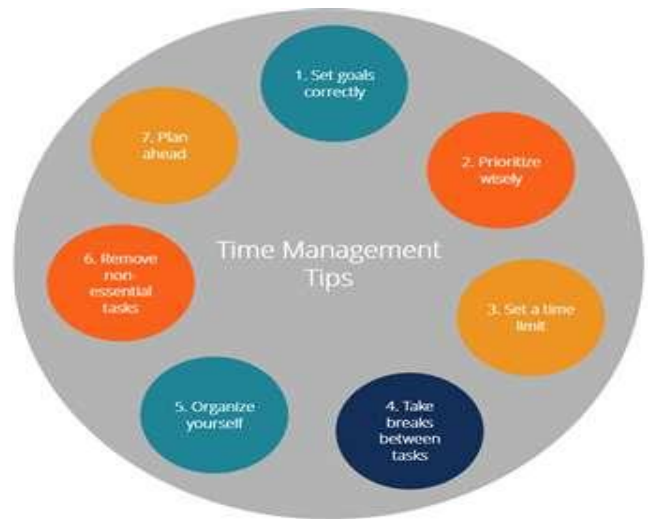 Time Management
Tips
1. Set goals
correctly
2. Prioritize
wisely
3. Set a time
limit
4. Take
breaks
between
tasks
5. Organize
yourself
6. Remove
non-
essential
tasks
7. Plan
ahead